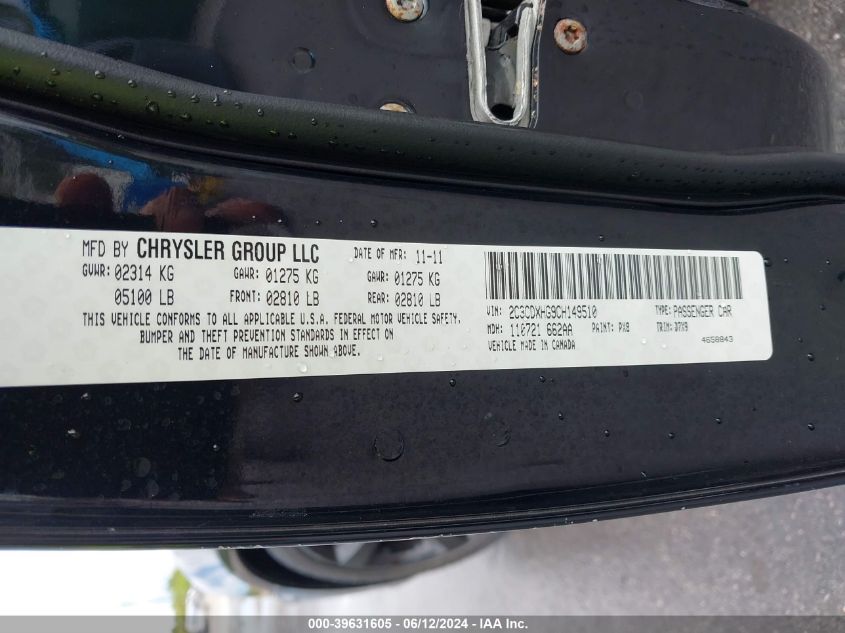 MFD BY CHRYSLER GROUP LLC DATE OF MFR: 11-11
GVWR: 02314 KG GAWR: 01275 KG GAWR: 01275 KG
05100 LB FRONT: 02810 LB REAR: 02810 LB
THIS VEHICLE CONFORMS TO ALL APPLICABLE U.S.A. FEDERAL MOTOR VEHICLE SAFETY.
BUMPER AND THEFT PREVENTION STANDARDS IN EFFECT ON
THE DATE OF MANUFACTURE SHOWN ABOVE.
VIN: 2C3CDXHG9CH149510 TYPE: PASSENGER CAR
MDH: 110721 662AA PAINT: PX8 TRIM: D7X9
VEHICLE MADE IN CANADA 4658843
000-39631605 - 06/12/2024 - IAA Inc.